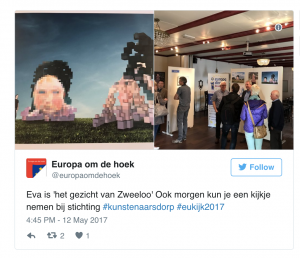 Europa om de hoek
@europaomdehoek
Follow
Eva is 'het gezicht van Zweeloo' Ook morgen kun je een kijkje
nemen bij stichting #kunstenaarsdorp #eukijk2017
4:45 PM - 12 May 2017
2 1